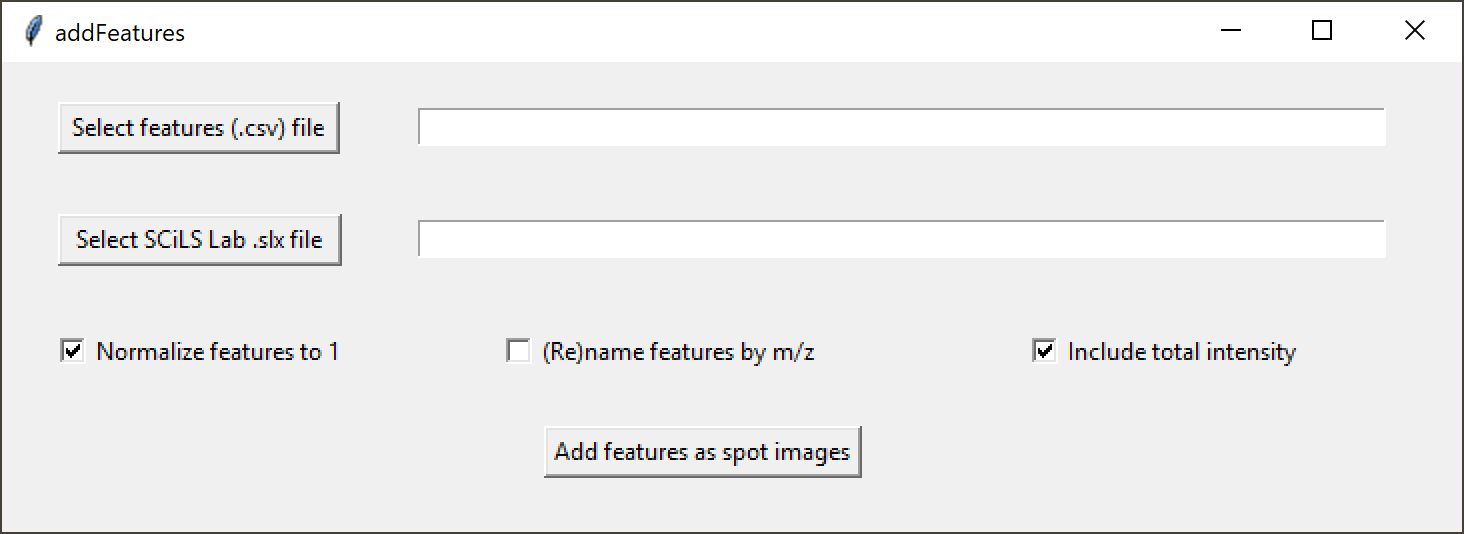 addFeatures
Select features (.csv) file
Select SCiLS Lab .slx file
Normalize features to 1
(Re)name features by m/z
Include total intensity
Add features as spot images